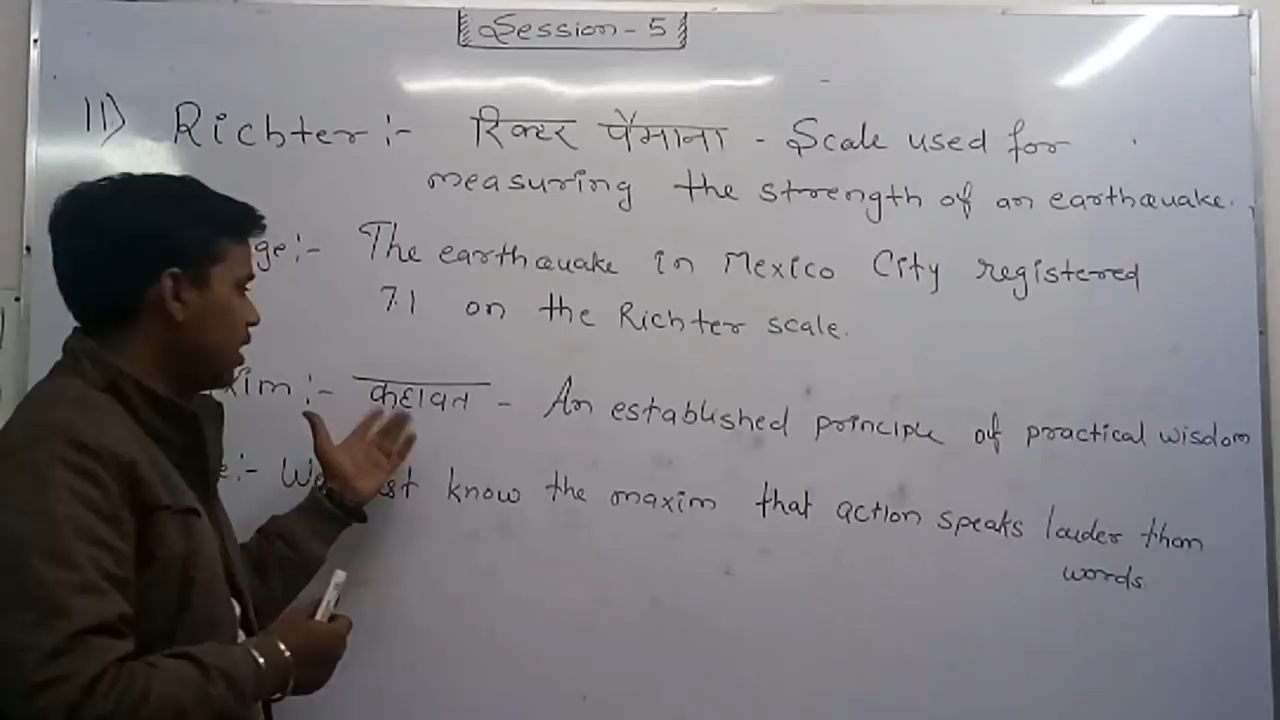 Session - 5
11) Richter :- रिक्टर पैमाना - Scale used for
measuring the strength of an earthquake.
ge :- The earthquake in Mexico City registered
7.1 on the Richter scale.
xim :- कहावत - An established principle of practical wisdom
e :- We st know the maxim that action speaks louder than
words